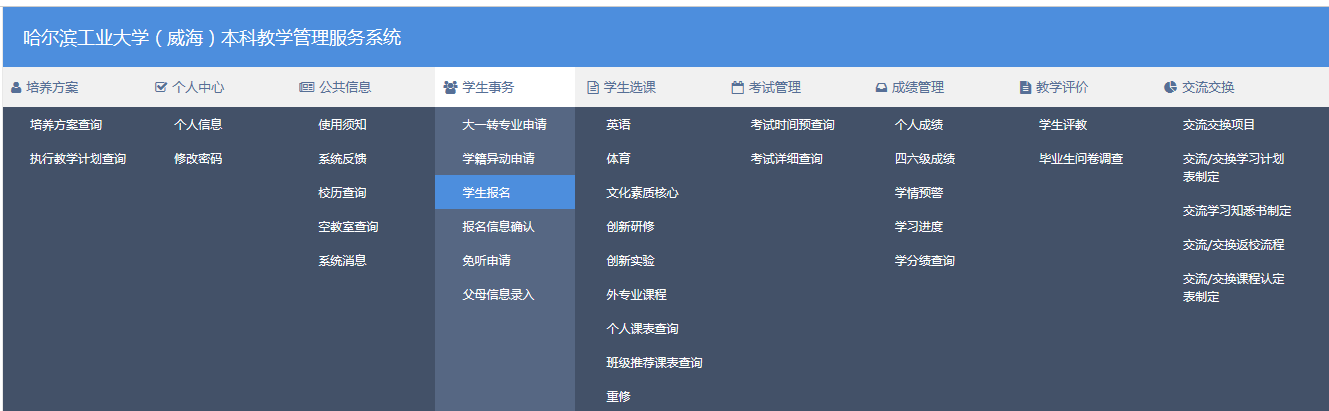 哈尔滨工业大学（威海）本科教学管理服务系统
培养方案
个人中心
公共信息
学生事务
学生选课
考试管理
成绩管理
教学评价
交流交换
培养方案查询
执行教学计划查询
个人信息
修改密码
使用须知
系统反馈
校历查询
空教室查询
系统消息
大一转专业申请
学籍异动申请
学生报名
报名信息确认
免听申请
父母信息录入
英语
体育
文化素质核心
创新研修
创新实验
外专业课程
个人课表查询
班级推荐课表查询
重修
考试时间预查询
考试详细查询
个人成绩
四六级成绩
学情预警
学习进度
学分绩查询
学生评教
毕业生问卷调查
交流交换项目
交流/交换学习计划
表制定
交流学习知悉书制定
交流/交换返校流程
交流/交换课程认定
表制定